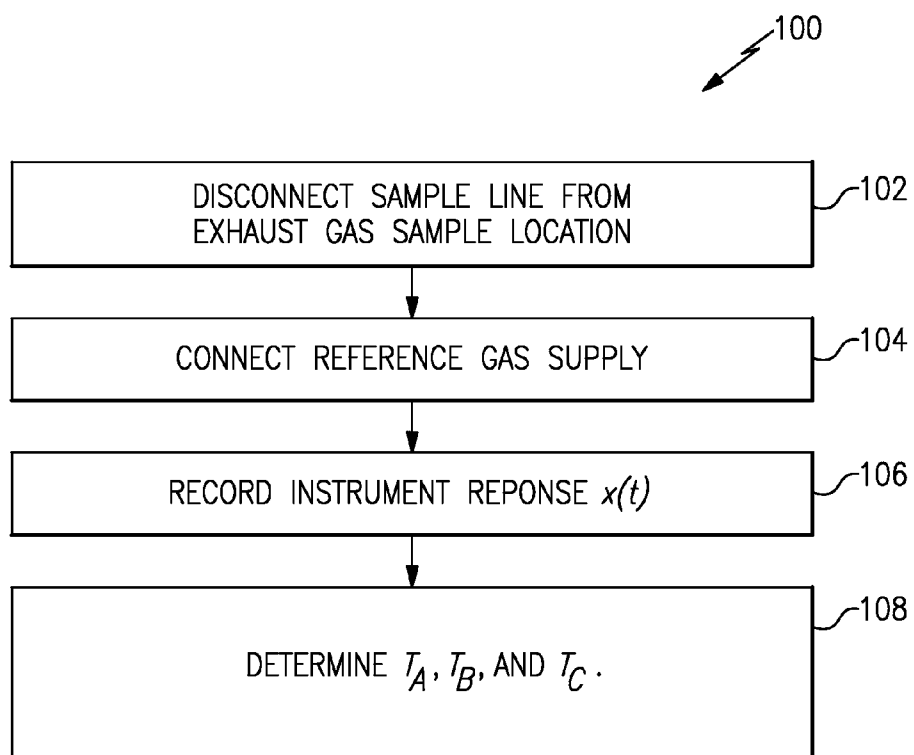 100
DISCONNECT SAMPLE LINE FROM
EXHAUST GAS SAMPLE LOCATION
102
CONNECT REFERENCE GAS SUPPLY
104
RECORD INSTRUMENT REPONSE x(t)
106
DETERMINE T_A, T_B, AND T_C.
108